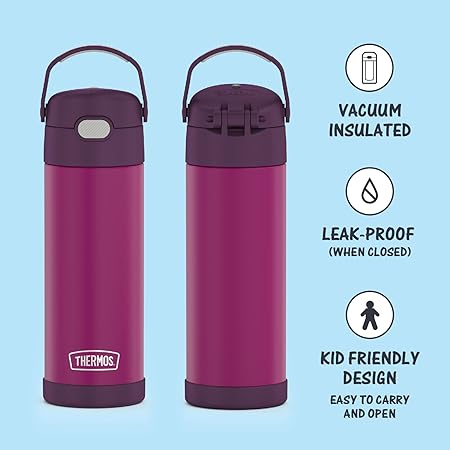 THERMOS
VACUUM
INSULATED
LEAK-PROOF
(WHEN CLOSED)
KID FRIENDLY
DESIGN
EASY TO CARRY
AND OPEN